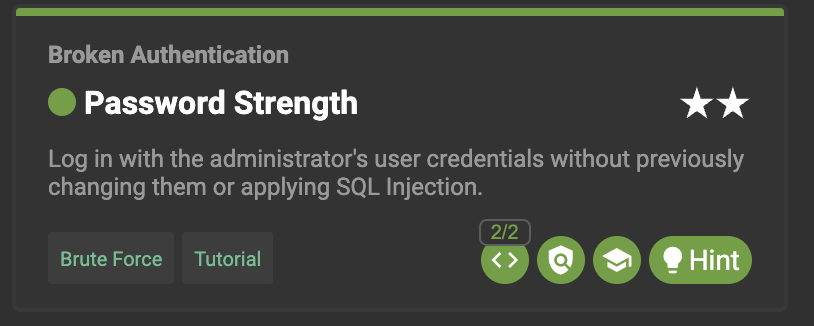 Broken Authentication
Password Strength
Log in with the administrator's user credentials without previously
changing them or applying SQL Injection.
2/2
Brute Force Tutorial <> Hint